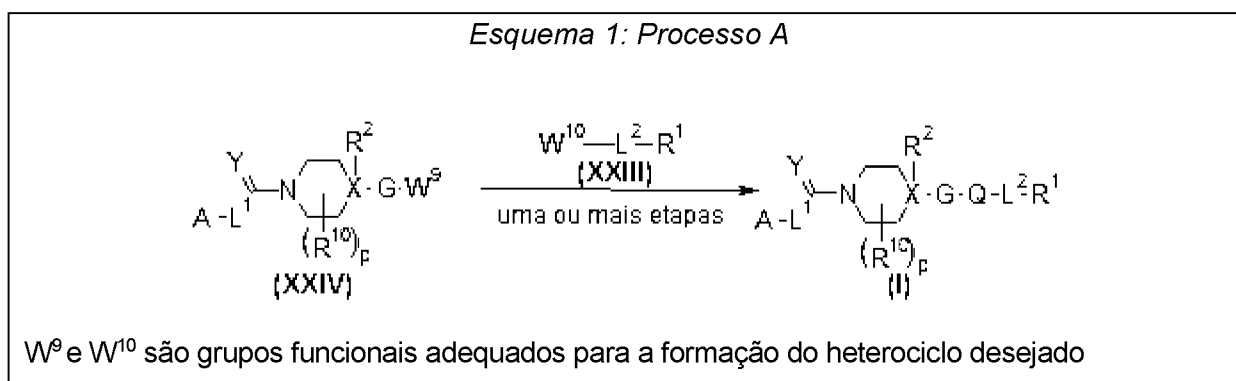 Esquema 1: Processo A
W¹⁰—L²—R¹
(XXIII)
uma ou mais etapas
Y
A -L¹
N
X - G - W⁹
R²
(R¹⁰)p
(XXIV)
Y
A -L¹
N
X - G - Q - L² - R¹
R²
(R¹⁰)p
(I)
W⁹ e W¹⁰ são grupos funcionais adequados para a formação do heterociclo desejado